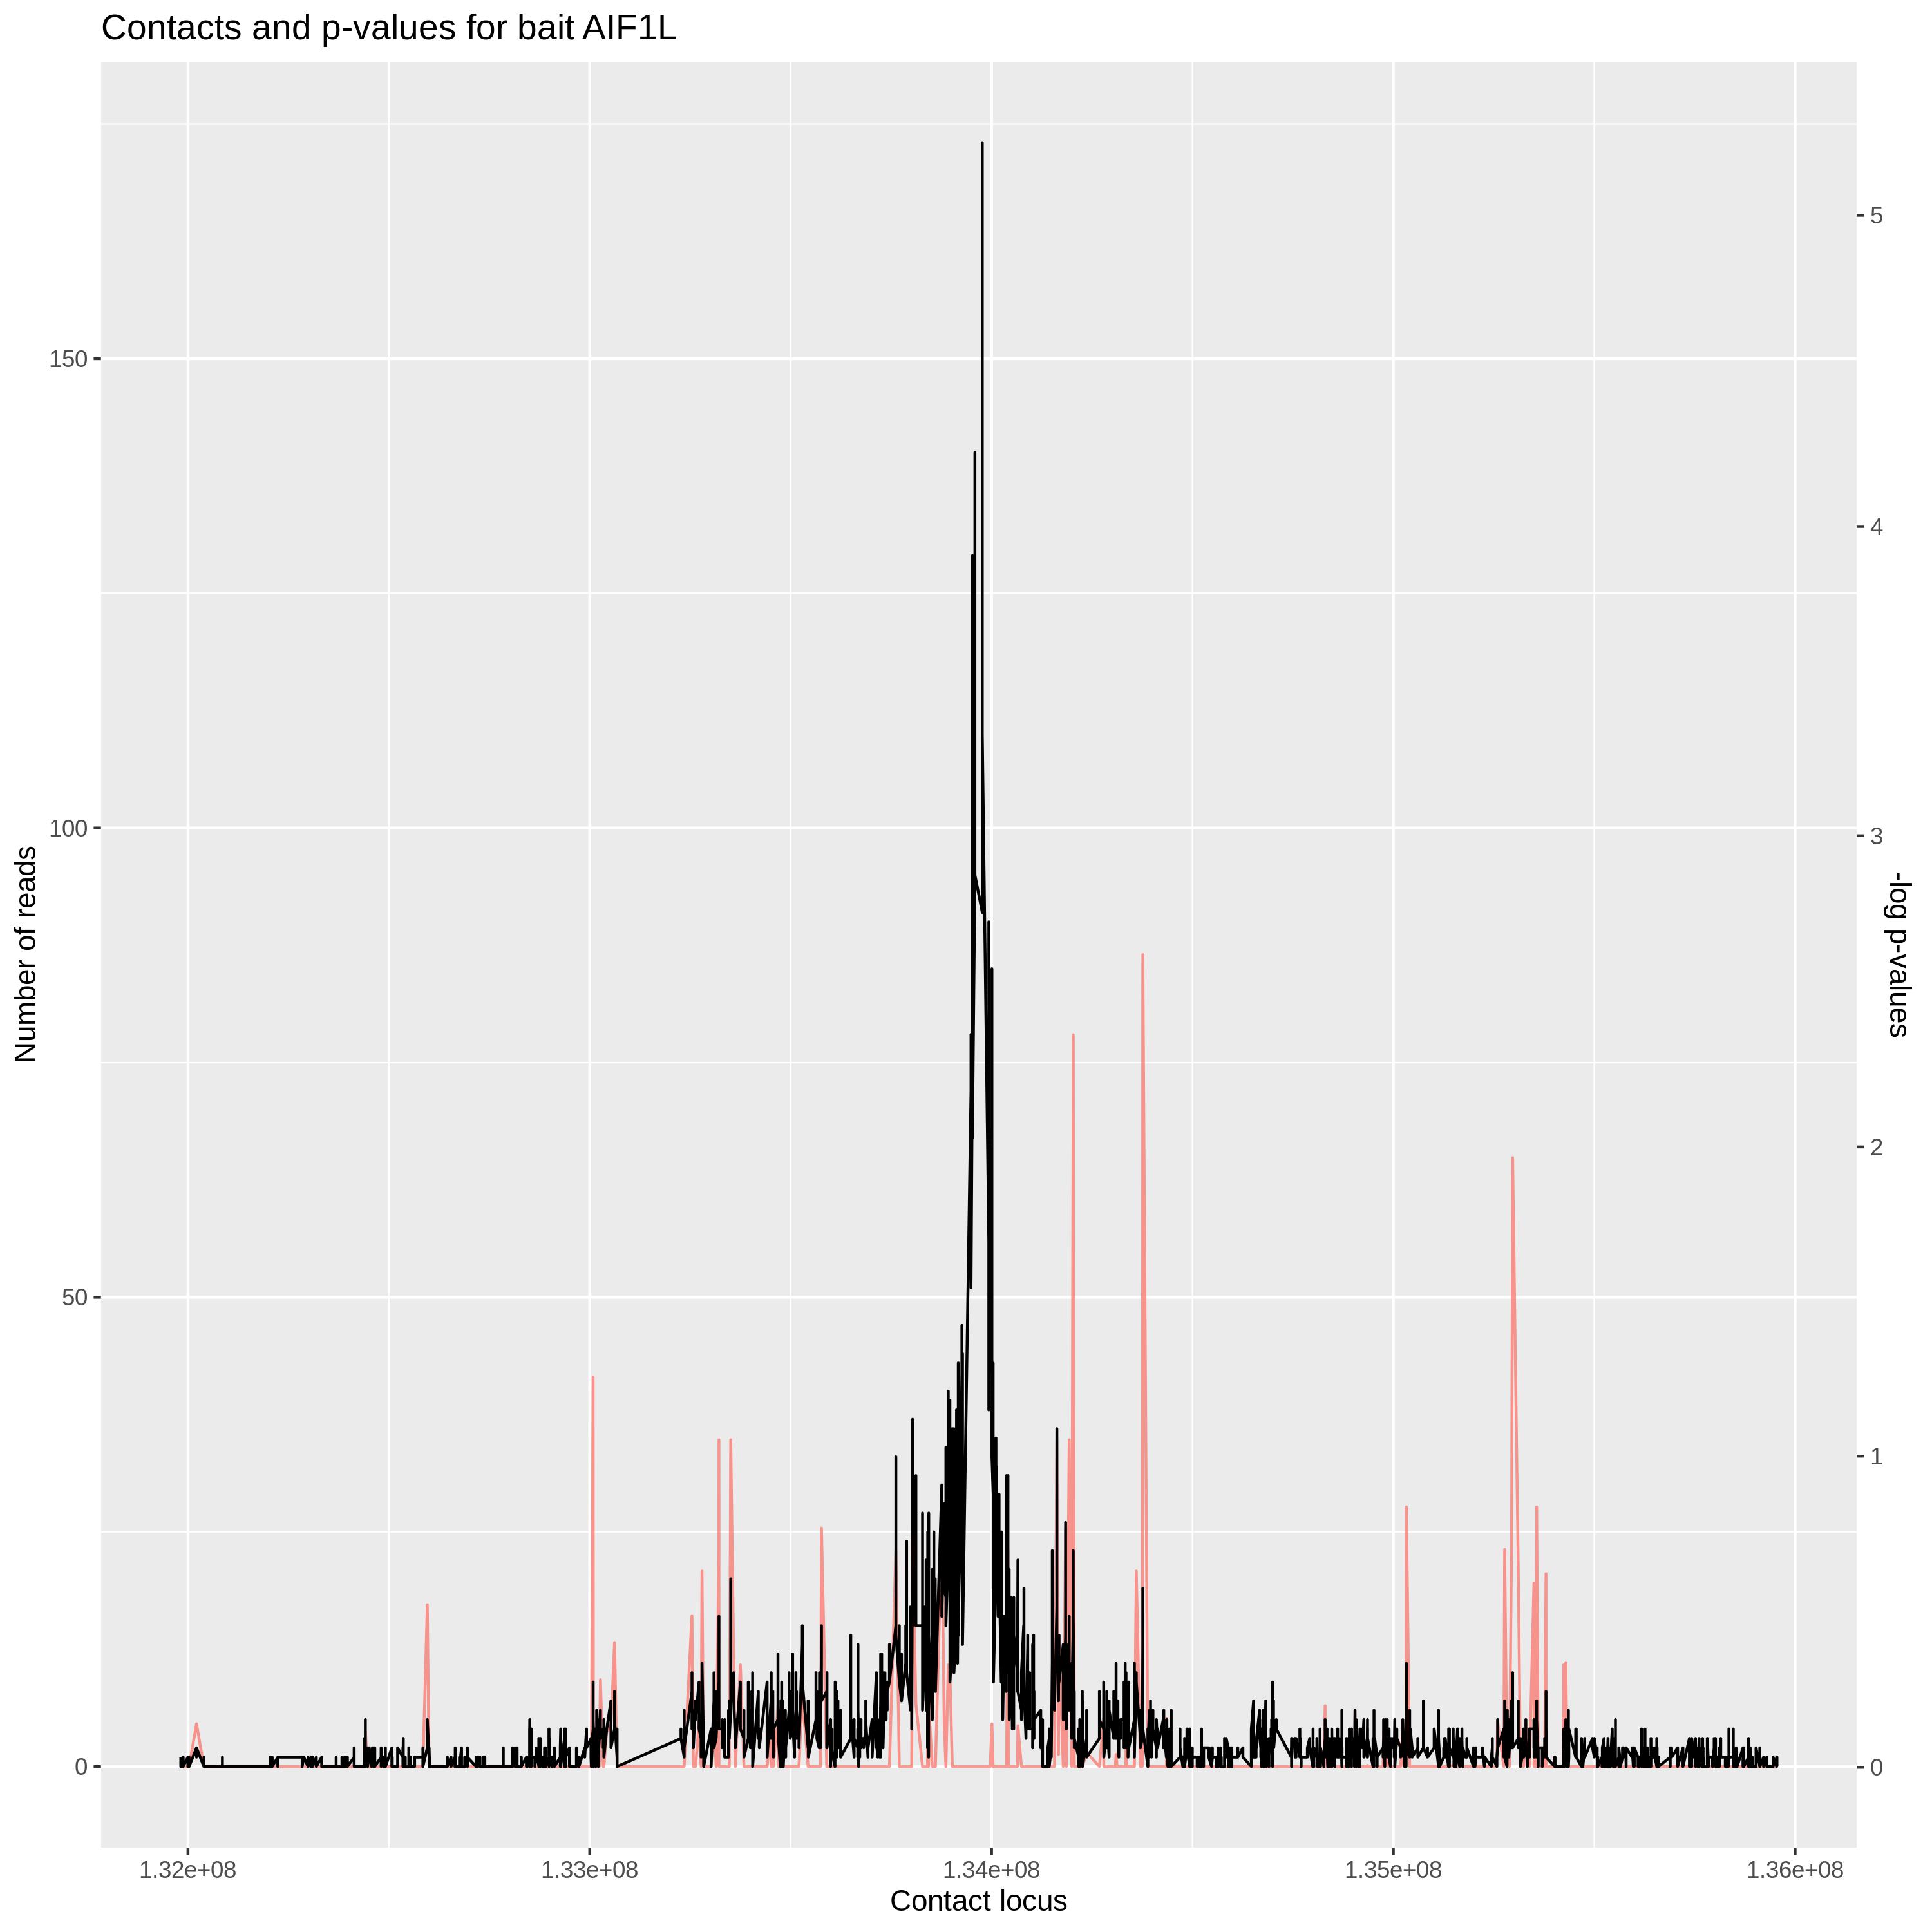 Contacts and p-values for bait AIF1L
Number of reads
150
100
50
0
5
4
3
2
1
0
-log p-values
1.32e+08
1.33e+08
1.34e+08
1.35e+08
1.36e+08
Contact locus